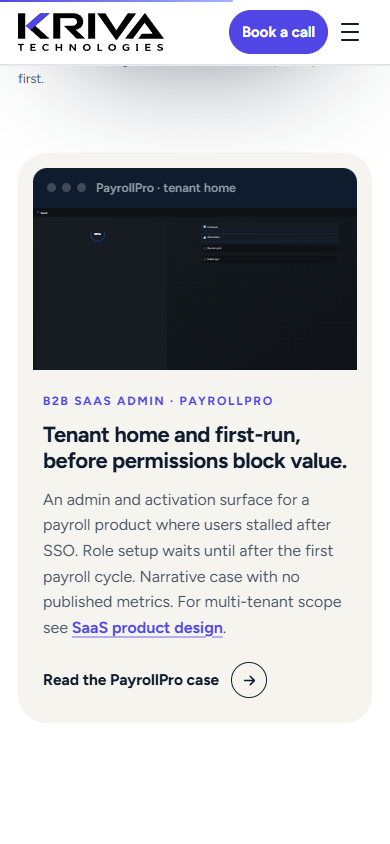 KRIVA
TECHNOLOGIES
Book a call
first.
PayrollPro · tenant home
B2B SAAS ADMIN · PAYROLLPRO
Tenant home and first-run,
before permissions block value.
An admin and activation surface for a
payroll product where users stalled after
SSO. Role setup waits until after the first
payroll cycle. Narrative case with no
published metrics. For multi-tenant scope
see SaaS product design.
Read the PayrollPro case